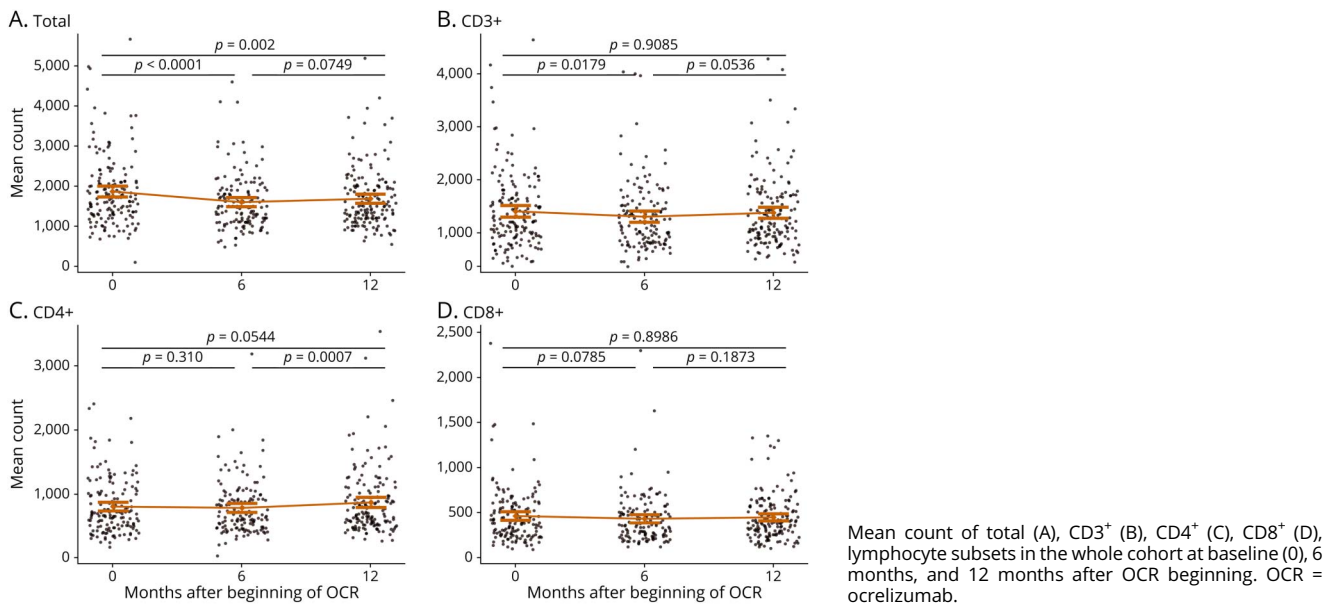 A. Total
p = 0.002
p < 0.0001
p = 0.0749
5,000
4,000
3,000
2,000
1,000
0
Mean count
0
6
12
B. CD3+
p = 0.9085
p = 0.0179
p = 0.0536
4,000
3,000
2,000
1,000
0
0
6
12
C. CD4+
p = 0.0544
p = 0.310
p = 0.0007
3,000
2,000
1,000
0
Mean count
0
6
12
Months after beginning of OCR
D. CD8+
p = 0.8986
p = 0.0785
p = 0.1873
2,500
2,000
1,500
1,000
500
0
0
6
12
Months after beginning of OCR
Mean count of total (A), CD3⁺ (B), CD4⁺ (C), CD8⁺ (D),
lymphocyte subsets in the whole cohort at baseline (0), 6
months, and 12 months after OCR beginning. OCR =
ocrelizumab.